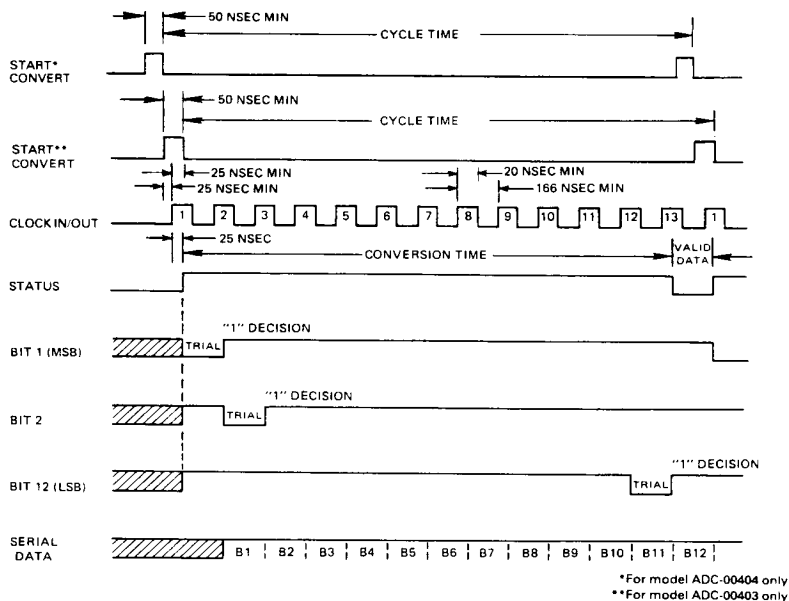 50 NSEC MIN
CYCLE TIME
START*
CONVERT
50 NSEC MIN
CYCLE TIME
START**
CONVERT
25 NSEC MIN
20 NSEC MIN
25 NSEC MIN
166 NSEC MIN
CLOCK IN/OUT
1 2 3 4 5 6 7 8 9 10 11 12 13 1
25 NSEC
CONVERSION TIME
VALID
DATA
STATUS
"1" DECISION
BIT 1 (MSB)
TRIAL
"1" DECISION
BIT 2
TRIAL
"1" DECISION
BIT 12 (LSB)
TRIAL
SERIAL
DATA
B1 B2 B3 B4 B5 B6 B7 B8 B9 B10 B11 B12
*For model ADC-00404 only
**For model ADC-00403 only